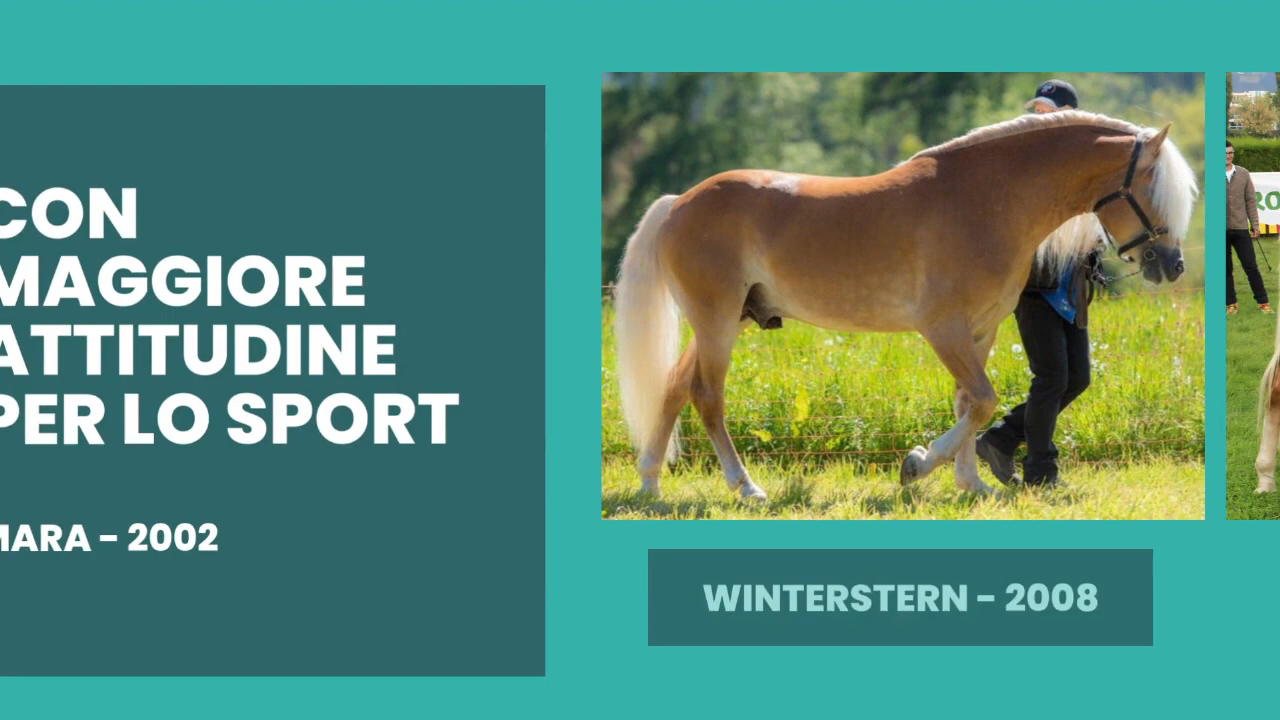 CON
MAGGIORE
ATTITUDINE
PER LO SPORT
MARA – 2002
WINTERSTERN – 2008